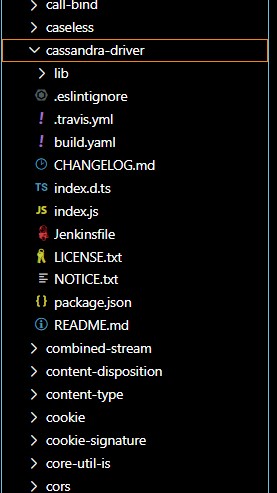 call-bind
caseless
cassandra-driver
lib
.eslintignore
! .travis.yml
! build.yaml
CHANGELOG.md
TS index.d.ts
JS index.js
Jenkinsfile
LICENSE.txt
NOTICE.txt
{} package.json
README.md
combined-stream
content-disposition
content-type
cookie
cookie-signature
core-util-is
cors